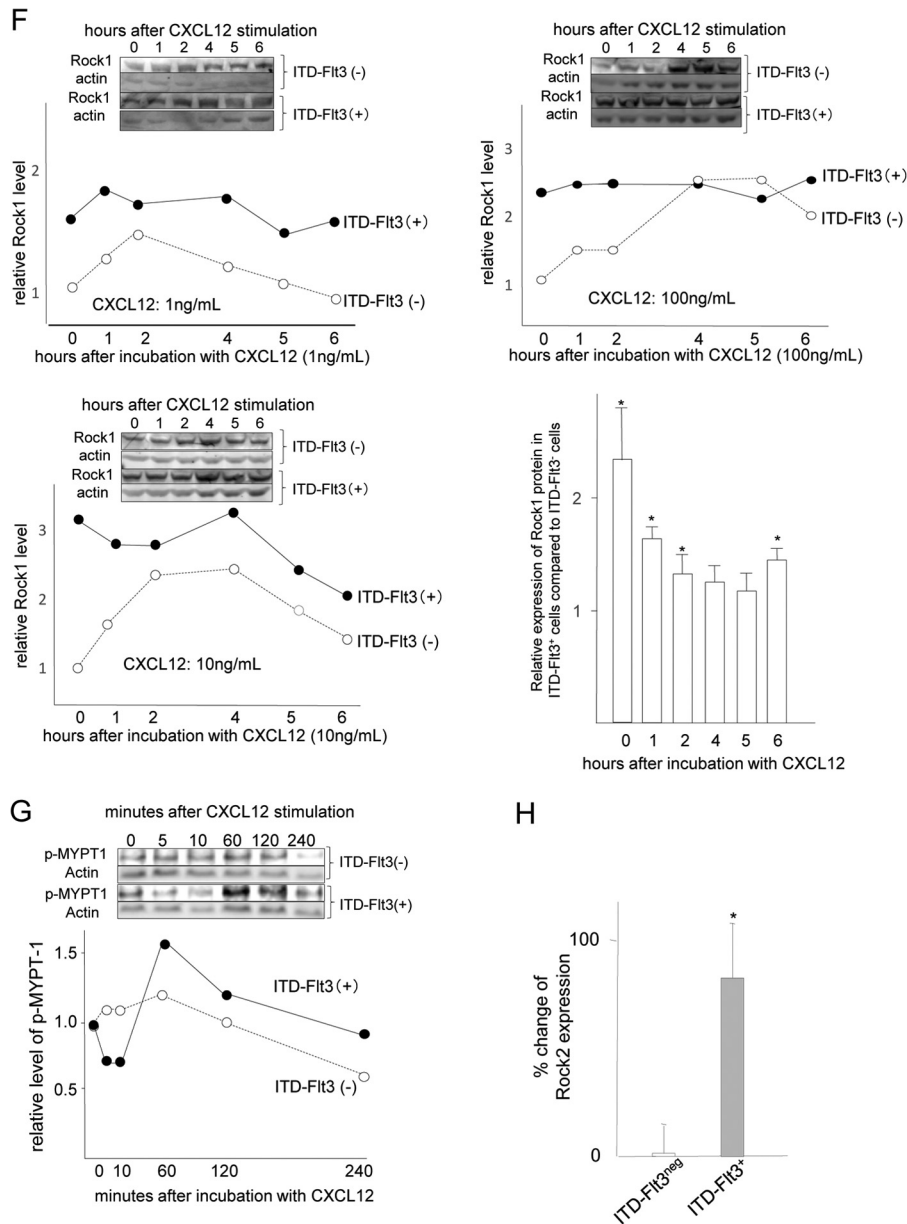 F
hours after CXCL12 stimulation
0 1 2 4 5 6
Rock1
actin
ITD-Flt3 (-)
Rock1
actin
ITD-Flt3 (+)
relative Rock1 level
2
1
ITD-Flt3 (+)
ITD-Flt3 (-)
CXCL12: 1ng/mL
0 1 2 4 5 6
hours after incubation with CXCL12 (1ng/mL)
hours after CXCL12 stimulation
0 1 2 4 5 6
Rock1
actin
ITD-Flt3 (-)
Rock1
actin
ITD-Flt3 (+)
relative Rock1 level
3
2
1
ITD-Flt3 (+)
ITD-Flt3 (-)
CXCL12: 100ng/mL
0 1 2 4 5 6
hours after incubation with CXCL12 (100ng/mL)
hours after CXCL12 stimulation
0 1 2 4 5 6
Rock1
actin
ITD-Flt3 (-)
Rock1
actin
ITD-Flt3 (+)
relative Rock1 level
3
2
1
ITD-Flt3 (+)
ITD-Flt3 (-)
CXCL12: 10ng/mL
0 1 2 4 5 6
hours after incubation with CXCL12 (10ng/mL)
Relative expression of Rock1 protein in
ITD-Flt3⁺ cells compared to ITD-Flt3⁻ cells
2
1
* * * *
0 1 2 4 5 6
hours after incubation with CXCL12
G
minutes after CXCL12 stimulation
0 5 10 60 120 240
p-MYPT1
Actin
ITD-Flt3(-)
p-MYPT1
Actin
ITD-Flt3(+)
relative level of p-MYPT-1
1.5
1.0
0.5
ITD-Flt3 (+)
ITD-Flt3 (-)
0 10 60 120 240
minutes after incubation with CXCL12
H
% change of
Rock2 expression
100
0
*
ITD-Flt3ⁿᵉᵍ
ITD-Flt3⁺